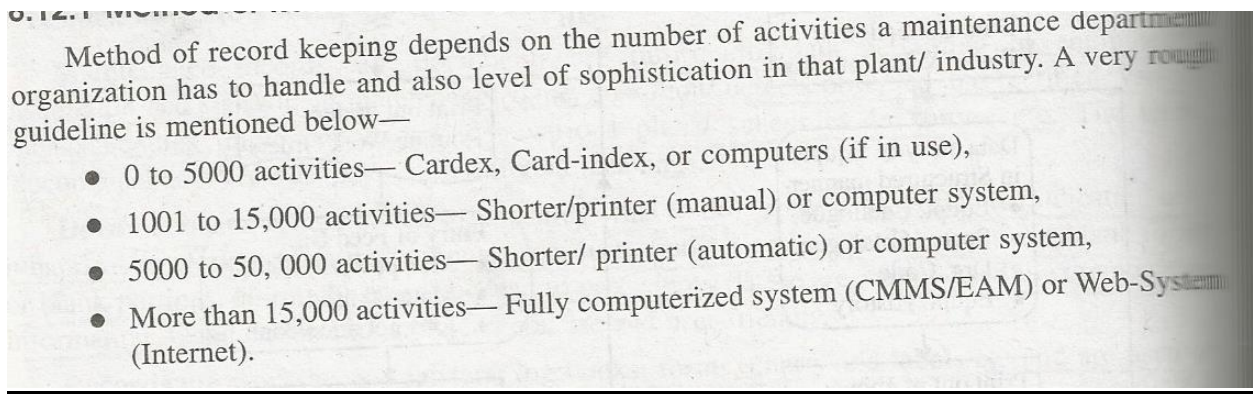 Method of record keeping depends on the number of activities a maintenance department
organization has to handle and also level of sophistication in that plant/ industry. A very rough
guideline is mentioned below—
● 0 to 5000 activities— Cardex, Card-index, or computers (if in use),
● 1001 to 15,000 activities— Shorter/printer (manual) or computer system,
● 5000 to 50, 000 activities— Shorter/ printer (automatic) or computer system,
● More than 15,000 activities— Fully computerized system (CMMS/EAM) or Web-System
(Internet).